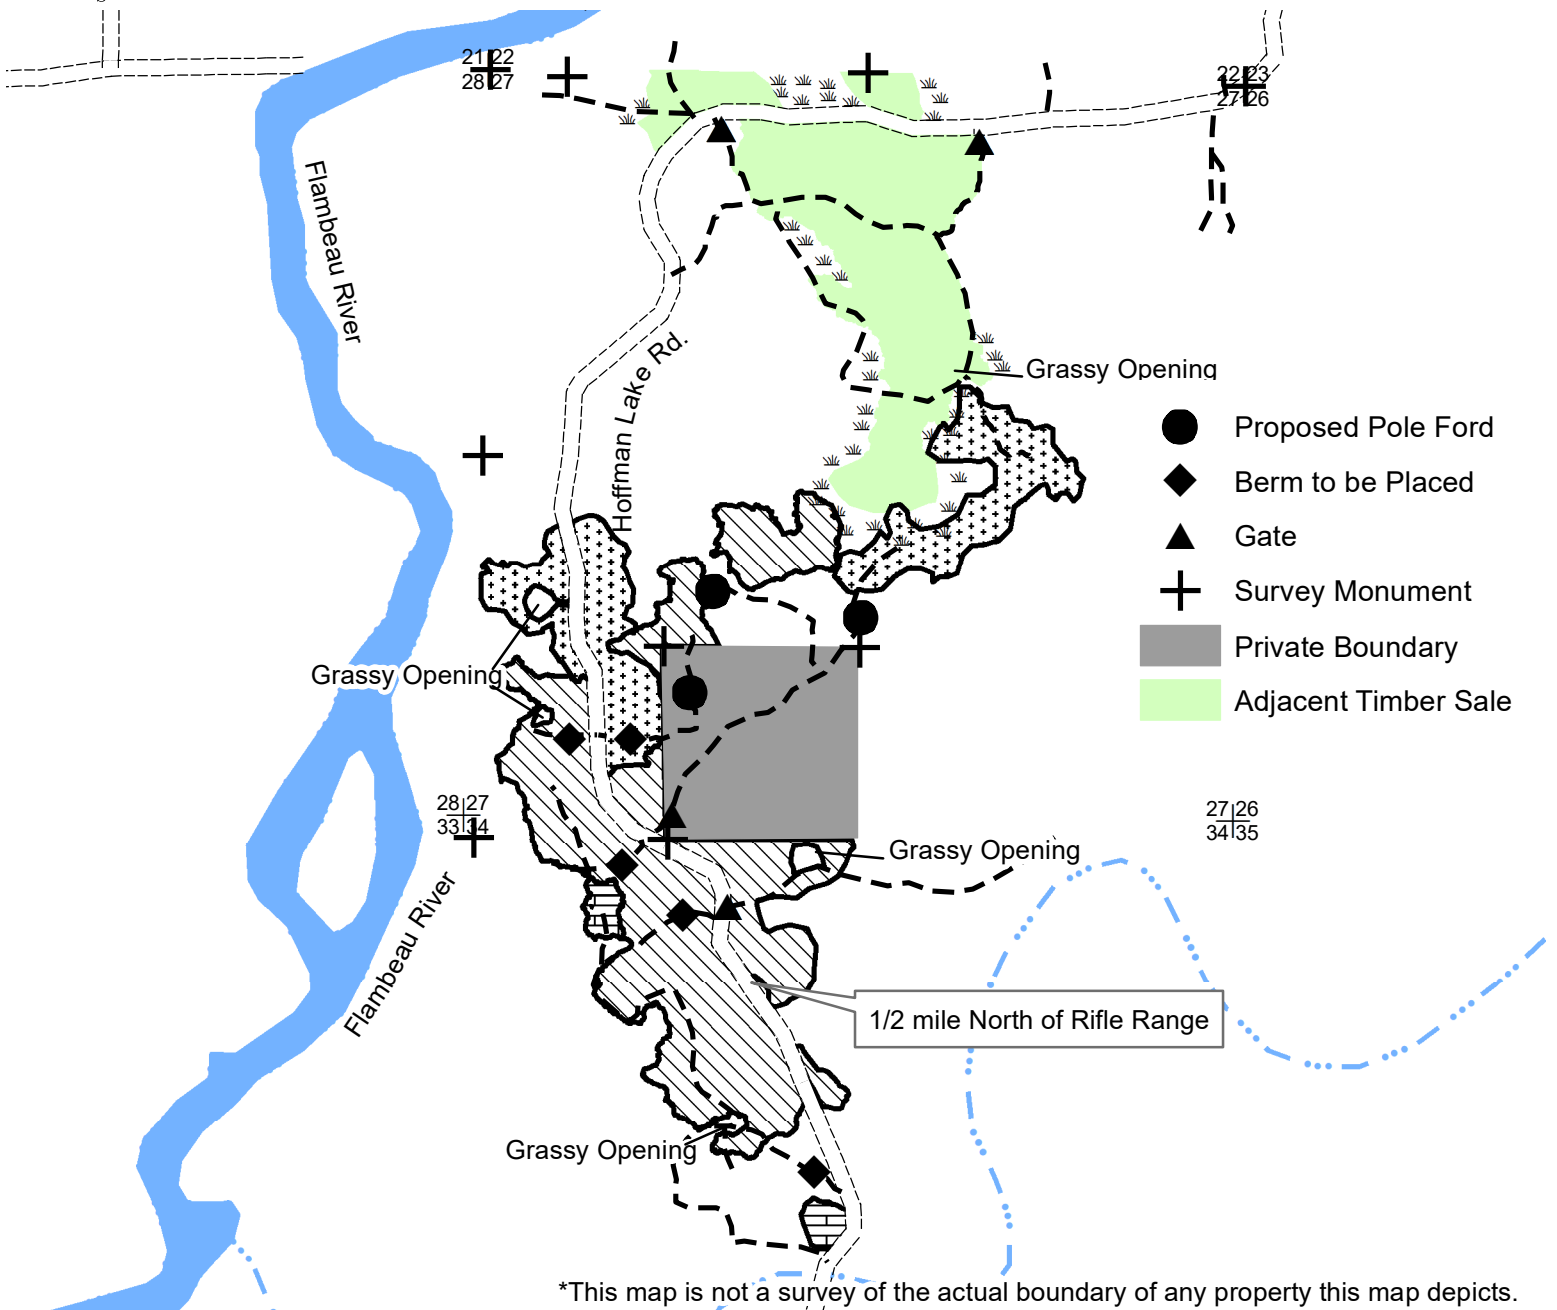 21 22
28 27
22 23
27 26
Flambeau River
Hoffman Lake Rd.
Grassy Opening
Proposed Pole Ford
Berm to be Placed
Gate
Survey Monument
Private Boundary
Adjacent Timber Sale
Grassy Opening
28 27
33 34
27 26
34 35
Grassy Opening
Flambeau River
1/2 mile North of Rifle Range
Grassy Opening
*This map is not a survey of the actual boundary of any property this map depicts.